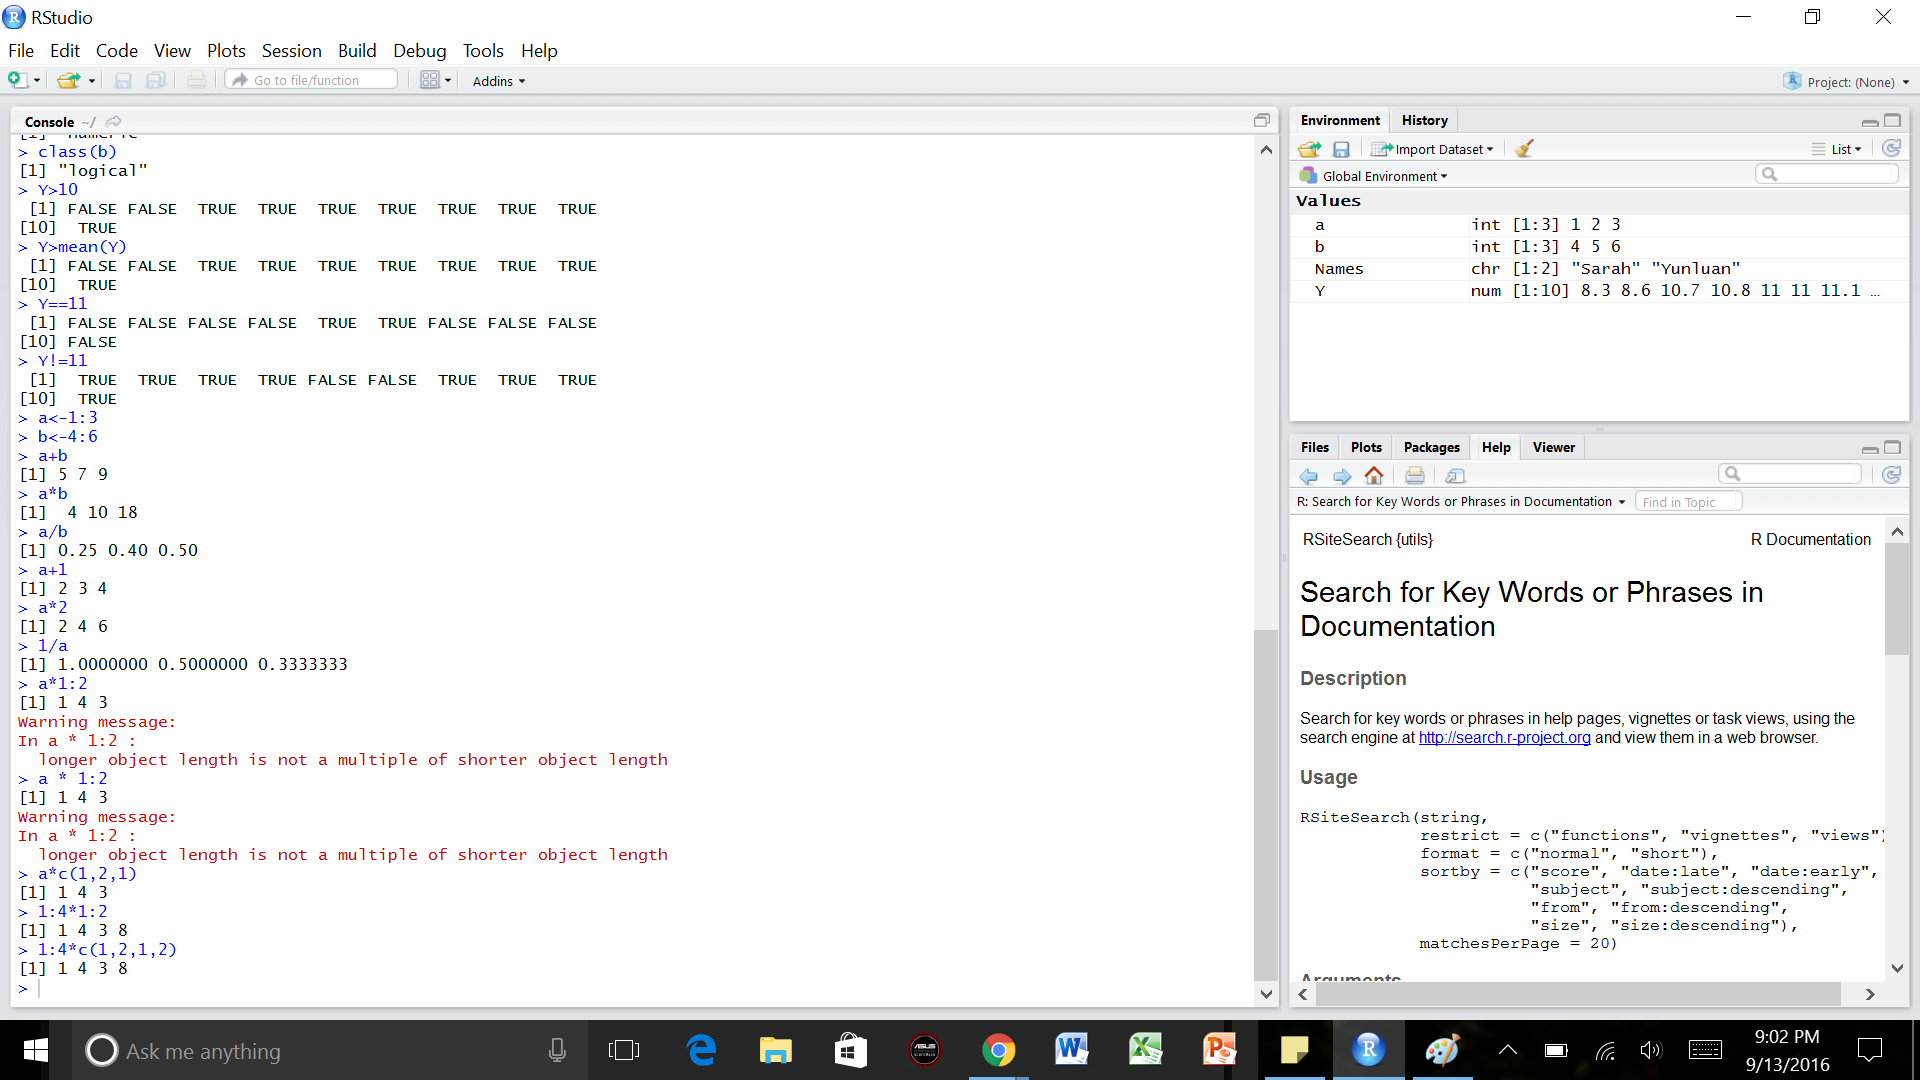 RStudio
File Edit Code View Plots Session Build Debug Tools Help
Go to file/function Addins Project: (None)
Console ~/
> class(b)
[1] "logical"
> Y>10
[1] FALSE FALSE TRUE TRUE TRUE TRUE TRUE TRUE TRUE
[10] TRUE
> Y>mean(Y)
[1] FALSE FALSE TRUE TRUE TRUE TRUE TRUE TRUE TRUE
[10] TRUE
> Y==11
[1] FALSE FALSE FALSE FALSE TRUE TRUE FALSE FALSE FALSE
[10] FALSE
> Y!=11
[1] TRUE TRUE TRUE TRUE FALSE FALSE TRUE TRUE TRUE
[10] TRUE
> a<-1:3
> b<-4:6
> a+b
[1] 5 7 9
> a*b
[1] 4 10 18
> a/b
[1] 0.25 0.40 0.50
> a+1
[1] 2 3 4
> a*2
[1] 2 4 6
> 1/a
[1] 1.0000000 0.5000000 0.3333333
> a*1:2
[1] 1 4 3
Warning message:
In a * 1:2 :
longer object length is not a multiple of shorter object length
> a * 1:2
[1] 1 4 3
Warning message:
In a * 1:2 :
longer object length is not a multiple of shorter object length
> a*c(1,2,1)
[1] 1 4 3
> 1:4*1:2
[1] 1 4 3 8
> 1:4*c(1,2,1,2)
[1] 1 4 3 8
>
Environment History
Import Dataset List
Global Environment
Values
a int [1:3] 1 2 3
b int [1:3] 4 5 6
Names chr [1:2] "Sarah" "Yunluan"
Y num [1:10] 8.3 8.6 10.7 10.8 11 11 11.1 …
Files Plots Packages Help Viewer
R: Search for Key Words or Phrases in Documentation Find in Topic
RSiteSearch {utils} R Documentation
Search for Key Words or Phrases in
Documentation
Description
Search for key words or phrases in help pages, vignettes or task views, using the
search engine at http://search.r-project.org and view them in a web browser.
Usage
RSiteSearch(string,
restrict = c("functions", "vignettes", "views")
format = c("normal", "short"),
sortby = c("score", "date:late", "date:early",
"subject", "subject:descending",
"from", "from:descending",
"size", "size:descending"),
matchesPerPage = 20)
Arguments
Ask me anything
9:02 PM
9/13/2016